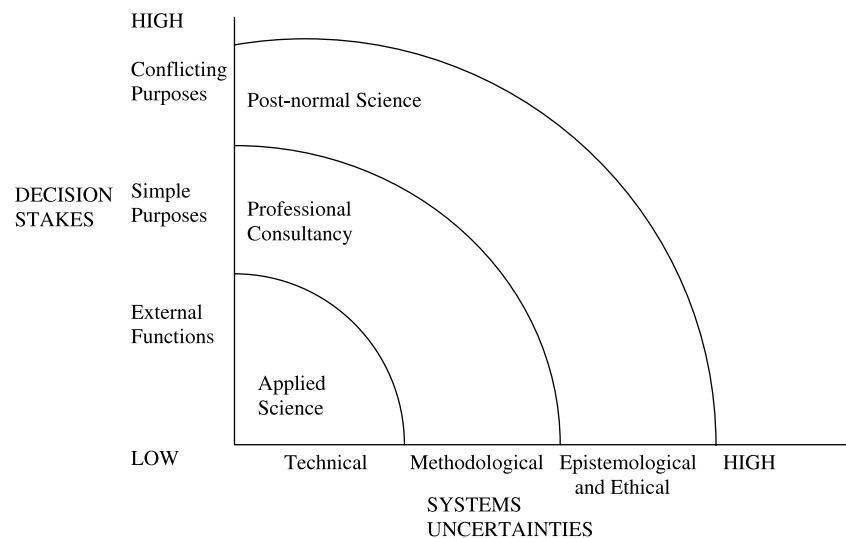 HIGH
Conflicting
Purposes
Post-normal Science
DECISION
STAKES
Simple
Purposes
Professional
Consultancy
External
Functions
Applied
Science
LOW
Technical
Methodological
Epistemological
and Ethical
HIGH
SYSTEMS
UNCERTAINTIES